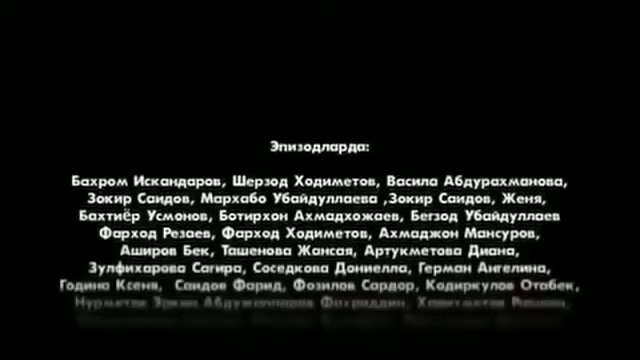 Эпизодларда:
Бахром Искандаров, Шерзод Ходиметов, Васила Абдурахманова,
Зокир Саидов, Мархабо Убайдуллаева ,Зокир Саидов, Женя,
Бахтиёр Усмонов, Ботирхон Ахмадхожаев, Бегзод Убайдуллаев
Фарход Резаев, Фарход Ходиметов, Ахмаджон Мансуров,
Аширов Бек, Ташенова Жансая, Артукметова Диана,
Зулфихарова Сагира, Соседкова Дониелла, Герман Ангелина,
Година Ксеня, Саидов Фарид, Фозилов Сардор, Кодиркулов Отабек,